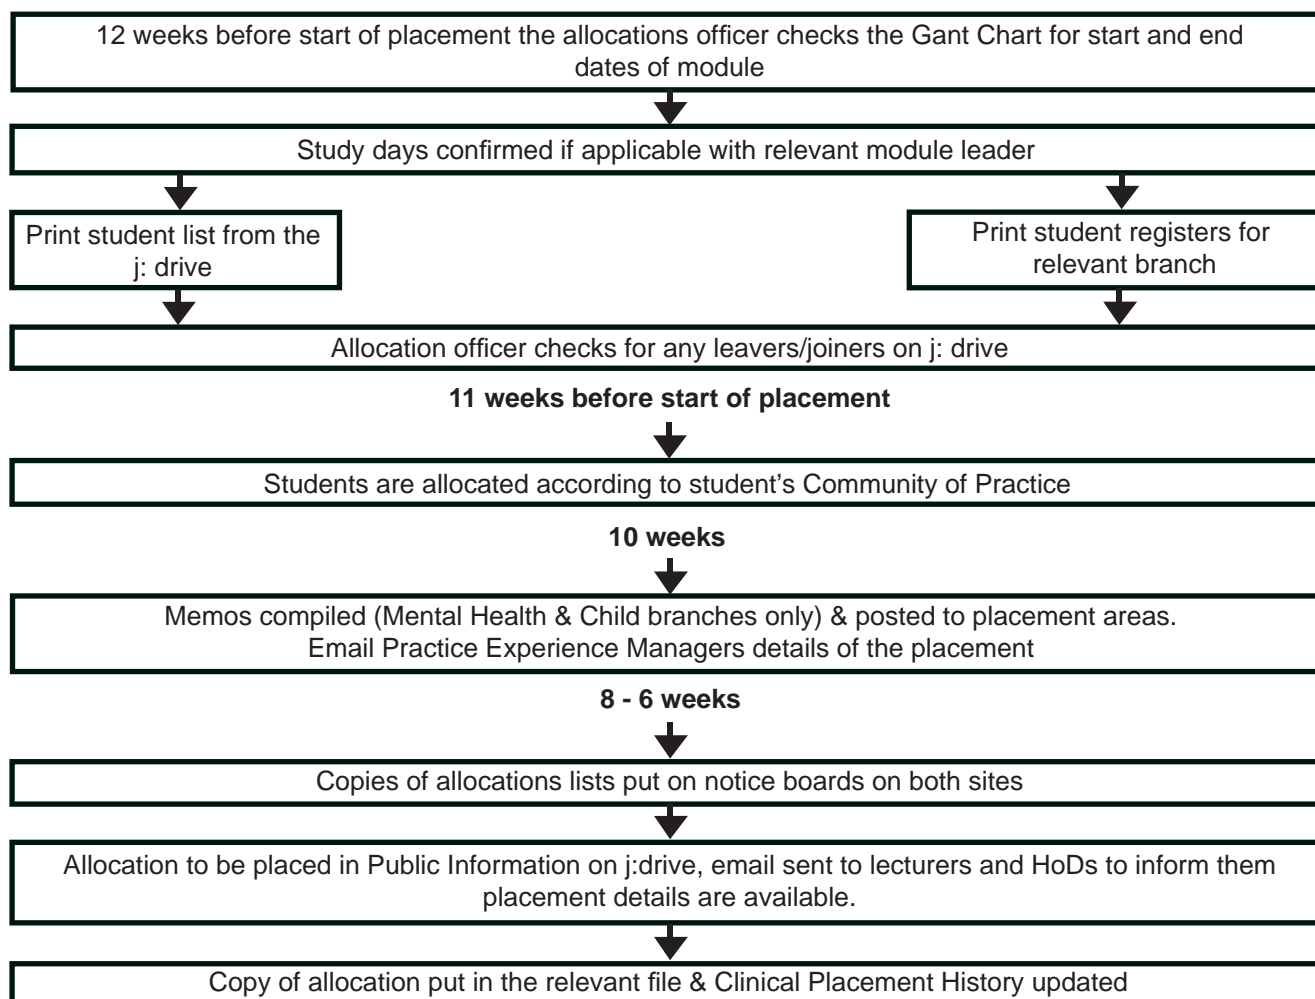 12 weeks before start of placement the allocations officer checks the Gant Chart for start and end
dates of module
Study days confirmed if applicable with relevant module leader
Print student list from the
j: drive
Print student registers for
relevant branch
Allocation officer checks for any leavers/joiners on j: drive
11 weeks before start of placement
Students are allocated according to student's Community of Practice
10 weeks
Memos compiled (Mental Health & Child branches only) & posted to placement areas.
Email Practice Experience Managers details of the placement
8 - 6 weeks
Copies of allocations lists put on notice boards on both sites
Allocation to be placed in Public Information on j:drive, email sent to lecturers and HoDs to inform them
placement details are available.
Copy of allocation put in the relevant file & Clinical Placement History updated